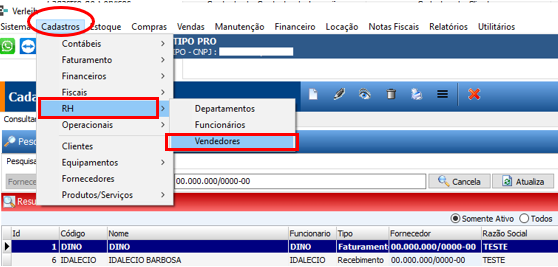 Verleih
Sistema Cadastros Estoque Compras Vendas Manutenção Financeiro Locação Notas Fiscais Relatórios Utilitários
Contábeis
TIPO PRO
Faturamento
IPO - CNPJ :
Financeiros
Fiscais
Cada
RH
Departamentos
Consultar
Operacionais
Funcionários
Vendedores
Pesq
Clientes
Pesquisa
Equipamentos
Fornece
Fornecedores
00.000.000/0000-00
Cancela
Atualiza
Produtos/Serviços
Resu
Somente Ativo Todos
Id Código Nome Funcionario Tipo Fornecedor Razão Social
1 DINO DINO DINO Faturament 00.000.000/0000-00 TESTE
6 IDALECIO IDALECIO BARBOSA IDALECIO Recebimento 00.000.000/0000-00 TESTE